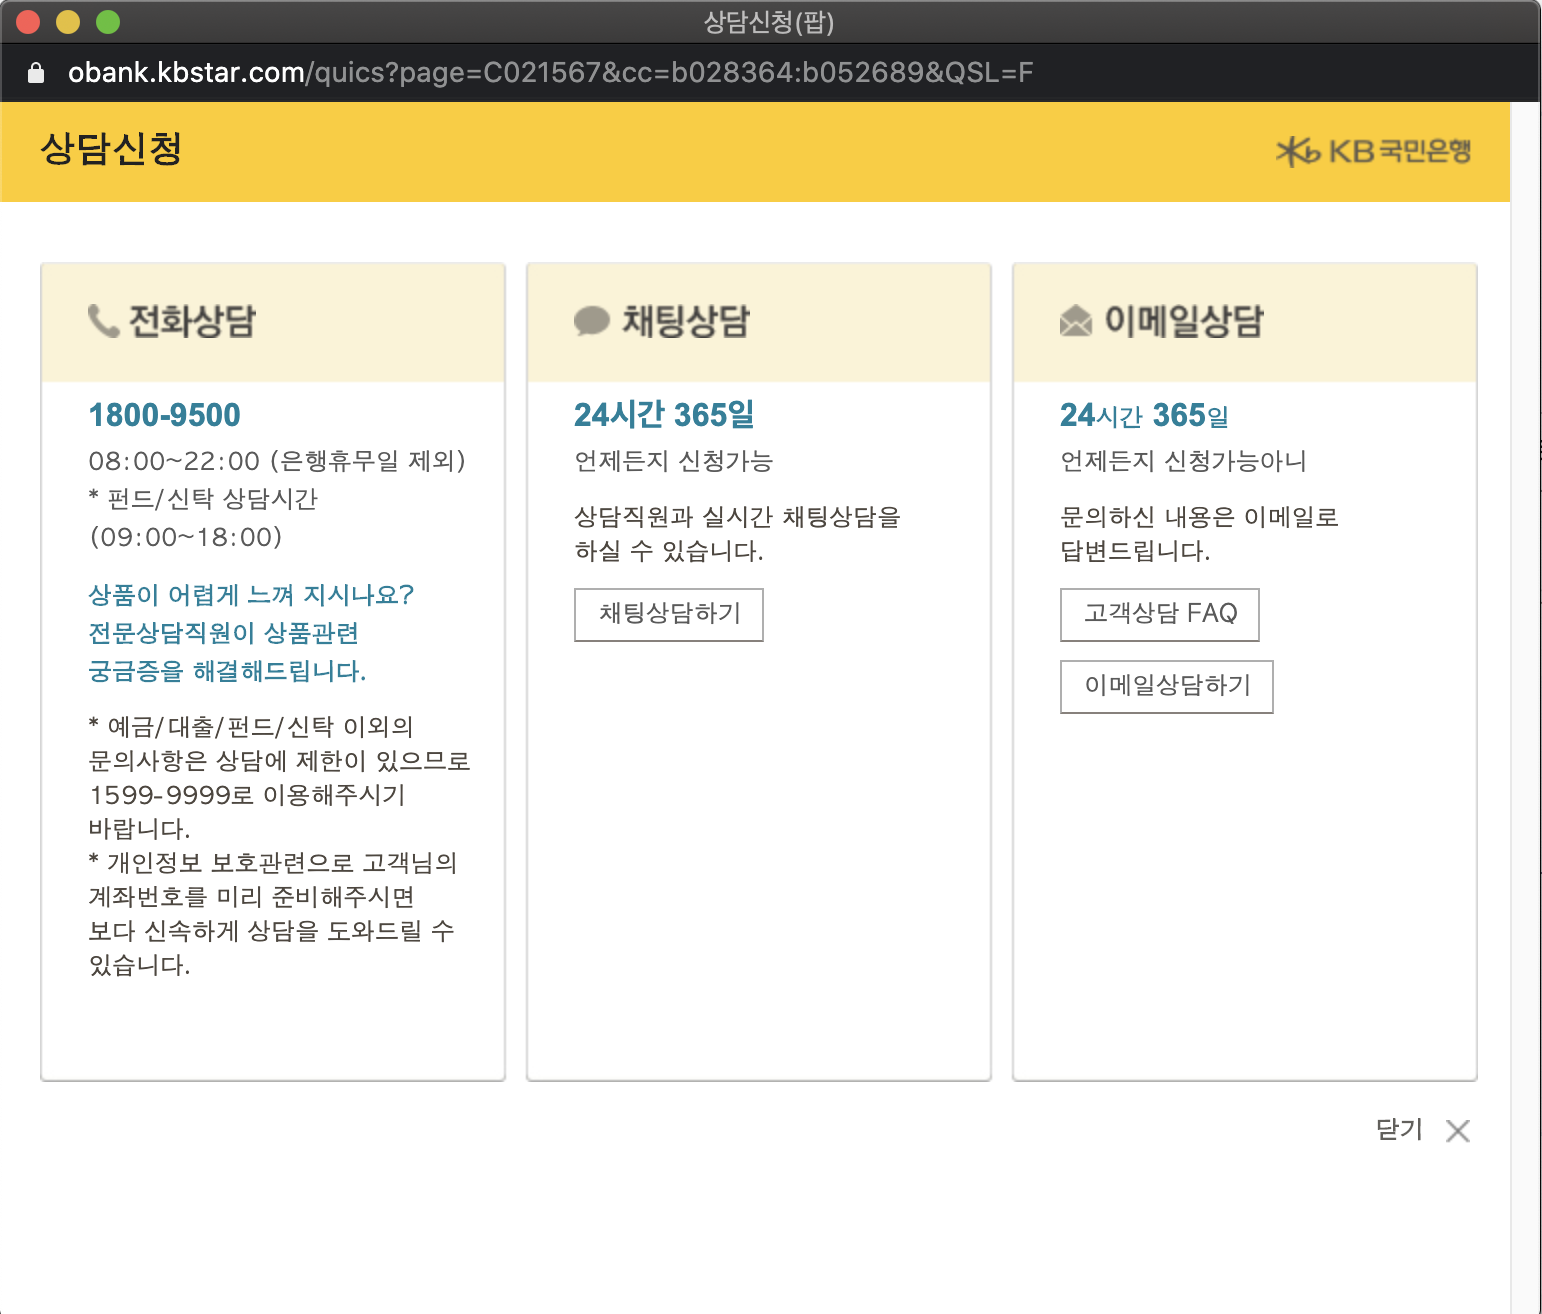 상담신청(팝)
obank.kbstar.com/quics?page=C021567&cc=b028364:b052689&QSL=F
상담신청
KB 국민은행
전화상담
1800-9500
08:00~22:00 (은행휴무일 제외)
* 펀드/신탁 상담시간
(09:00~18:00)
상품이 어렵게 느껴 지시나요?
전문상담직원이 상품관련
궁금증을 해결해드립니다.
* 예금/대출/펀드/신탁 이외의
문의사항은 상담에 제한이 있으므로
1599-9999로 이용해주시기
바랍니다.
* 개인정보 보호관련으로 고객님의
계좌번호를 미리 준비해주시면
보다 신속하게 상담을 도와드릴 수
있습니다.
채팅상담
24시간 365일
언제든지 신청가능
상담직원과 실시간 채팅상담을
하실 수 있습니다.
채팅상담하기
이메일상담
24시간 365일
언제든지 신청가능아니
문의하신 내용은 이메일로
답변드립니다.
고객상담 FAQ
이메일상담하기
닫기